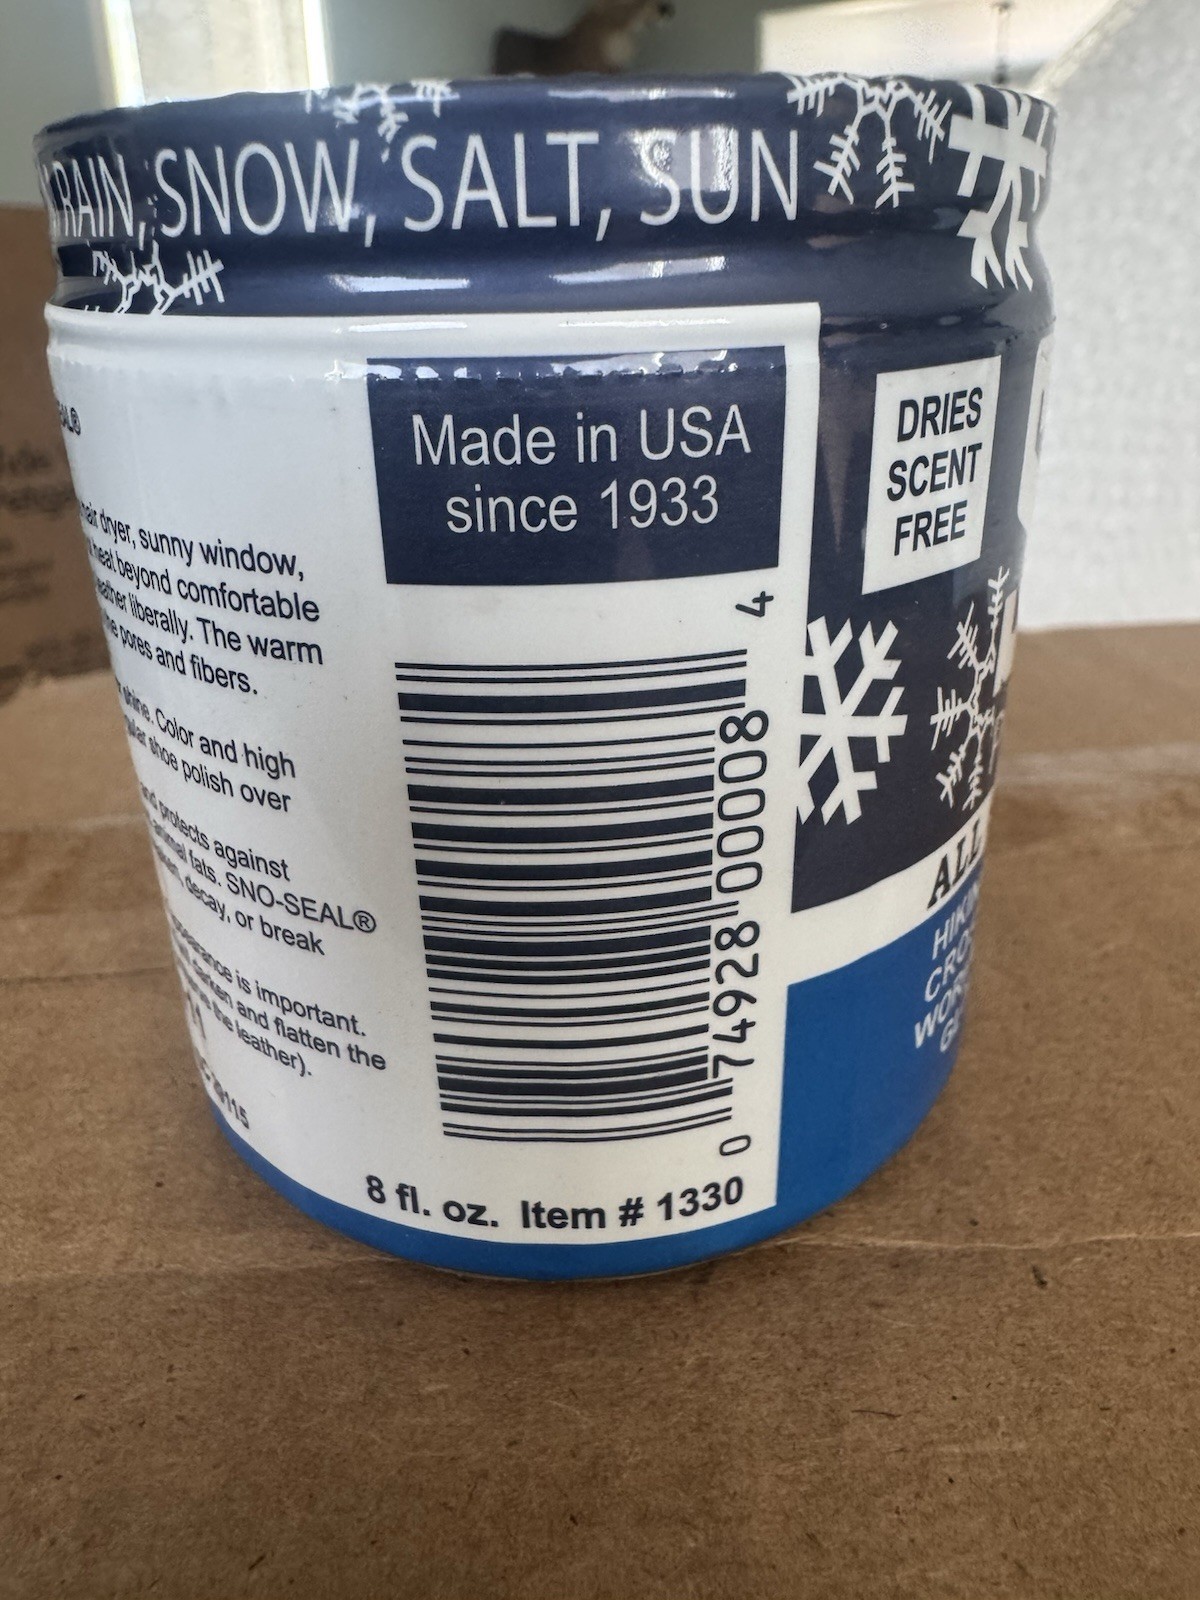 RAIN, SNOW, SALT, SUN
Made in USA
since 1933
dryer, sunny window,
heat beyond comfortable
liberally. The warm
pores and fibers.
shine. Color and high
shoe polish over
and protects against
animal fats. SNO-SEAL®
decay, or break
appearance is important.
darken and flatten the
the leather).
0 74928 00008 4
8 fl. oz. Item # 1330
DRIES
SCENT
FREE
ALL